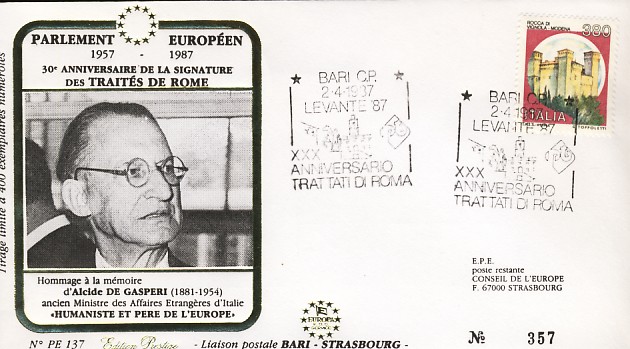 PARLEMENT EUROPÉEN
1957 - 1987
30e ANNIVERSAIRE DE LA SIGNATURE
DES TRAITÉS DE ROME
Tirage limité à 400 exemplaires numérotés
Hommage à la mémoire
d'Alcide DE GASPERI (1881-1954)
ancien Ministre des Affaires Etrangères d'Italie
«HUMANISTE ET PERE DE L'EUROPE»
N° PE 137 Edition Prestige - Liaison postale BARI - STRASBOURG -
EUROPA
BARI C.P.
2-4-1987
LEVANTE '87
XXX
ANNIVERSARIO
TRATTATI DI ROMA
BARI C.P.
2-4-1987
LEVANTE '87
XXX
ANNIVERSARIO
TRATTATI DI ROMA
ROCCA DI
VIGNOLA - MODENA
380
ITALIA
E.P.E.
poste restante
CONSEIL DE L'EUROPE
F. 67000 STRASBOURG
№ 357